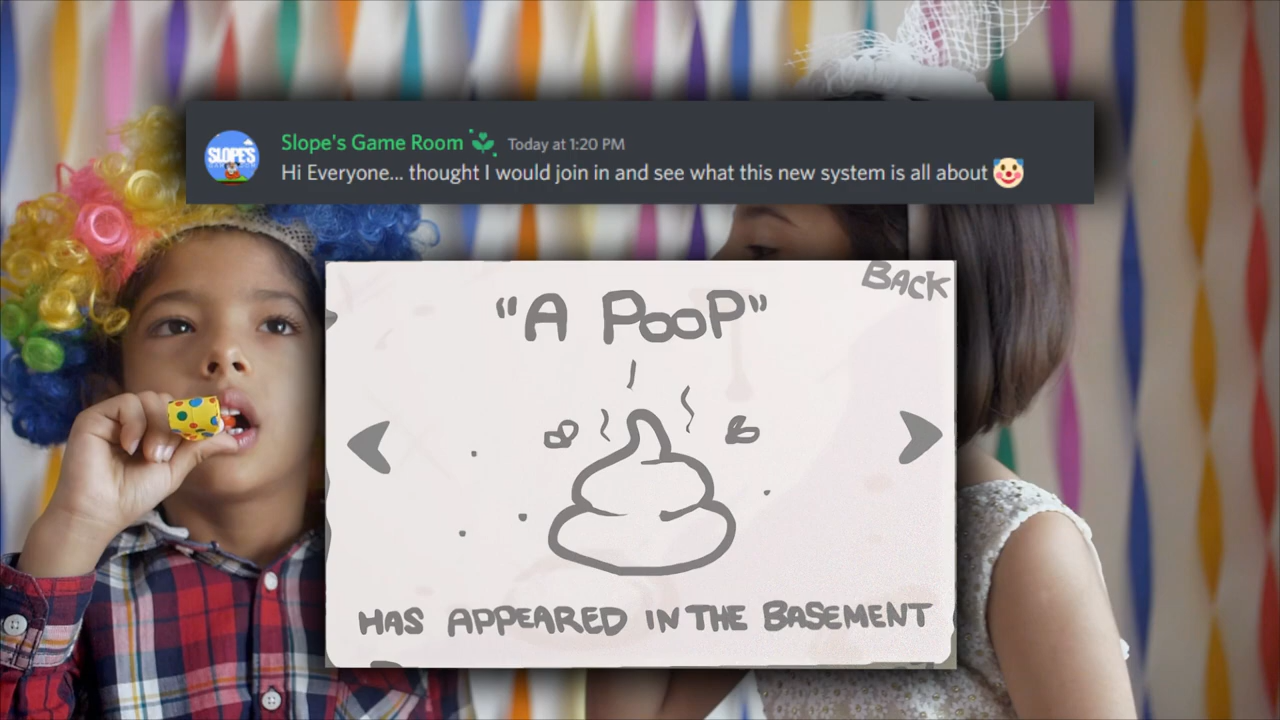 Slope's Game Room Today at 1:20 PM
SLOPE'S
Hi Everyone... thought I would join in and see what this new system is all about 🤡
BACK
"A POOP"
HAS APPEARED IN THE BASEMENT